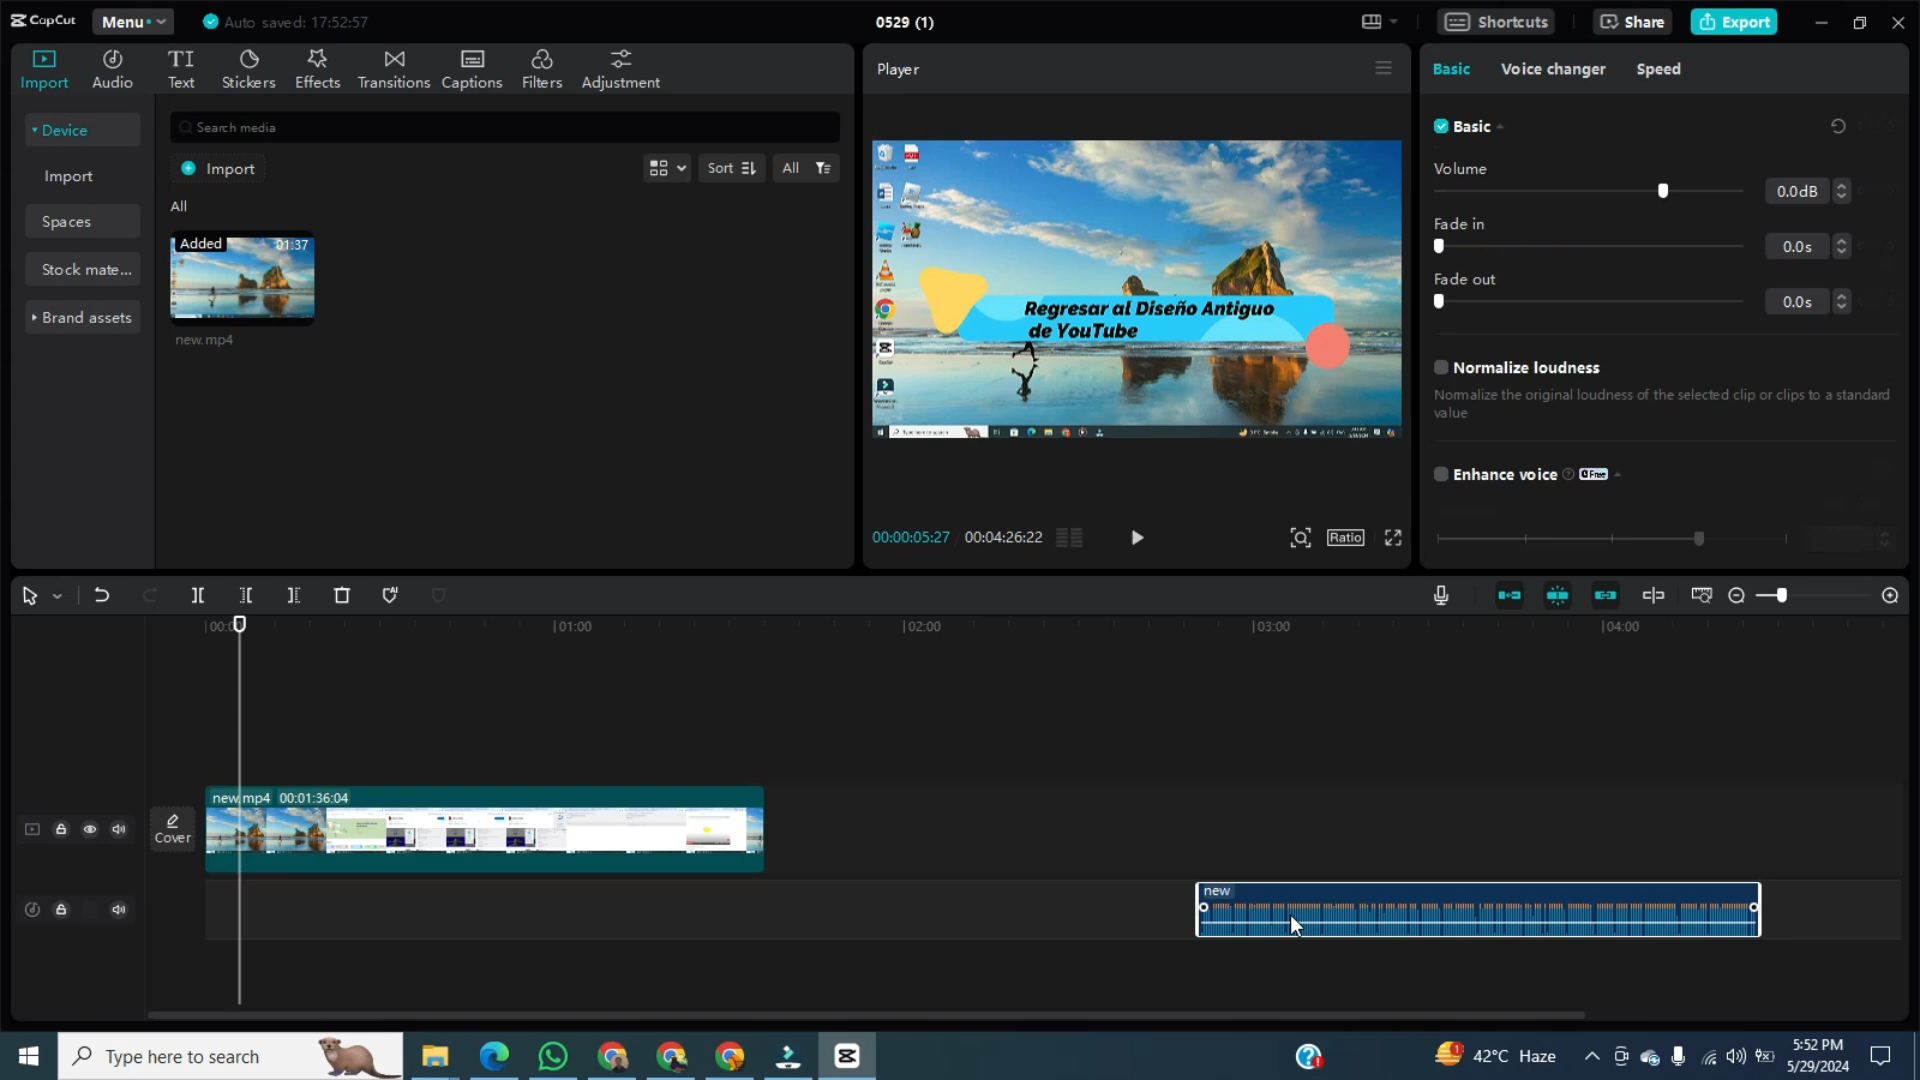 CapCut Menu Auto saved: 17:52:57 0529 (1) Shortcuts Share Export
Import Audio Text Stickers Effects Transitions Captions Filters Adjustment
Device
Import
Spaces
Stock mate...
Brand assets
Search media
Import Sort All
All
Added 01:37
new.mp4
Player
Regresar al Diseño Antiguo
de YouTube
00:00:05:27 00:04:26:22 Ratio
Basic Voice changer Speed
Basic
Volume
0.0dB
Fade in
0.0s
Fade out
0.0s
Normalize loudness
Normalize the original loudness of the selected clip or clips to a standard
value
Enhance voice Free
01:00 02:00 03:00 04:00
new.mp4 00:01:36:04
Cover
new
Type here to search
42°C Haze
5:52 PM
5/29/2024